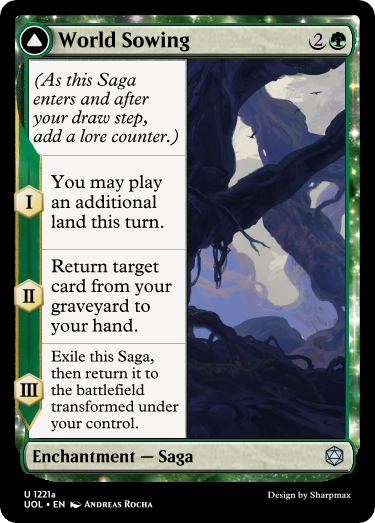 World Sowing
2
(As this Saga
enters and after
your draw step,
add a lore counter.)
I
You may play
an additional
land this turn.
II
Return target
card from your
graveyard to
your hand.
III
Exile this Saga,
then return it to
the battlefield
transformed under
your control.
Enchantment — Saga
U 1221a
UOL • EN Andreas Rocha
Design by Sharpmax